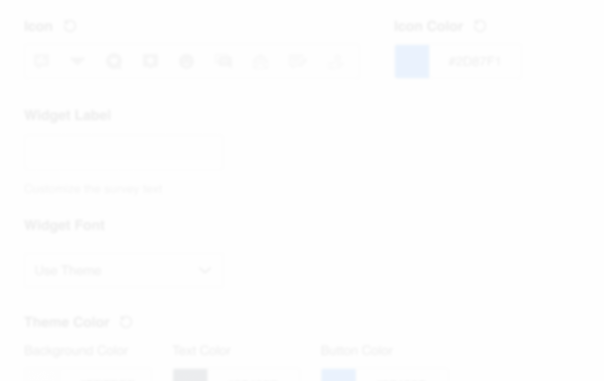 Icon
Icon Color
Widget Label
Customize the survey text
Widget Font
Use Theme
Theme Color
Background Color
Text Color
Button Color